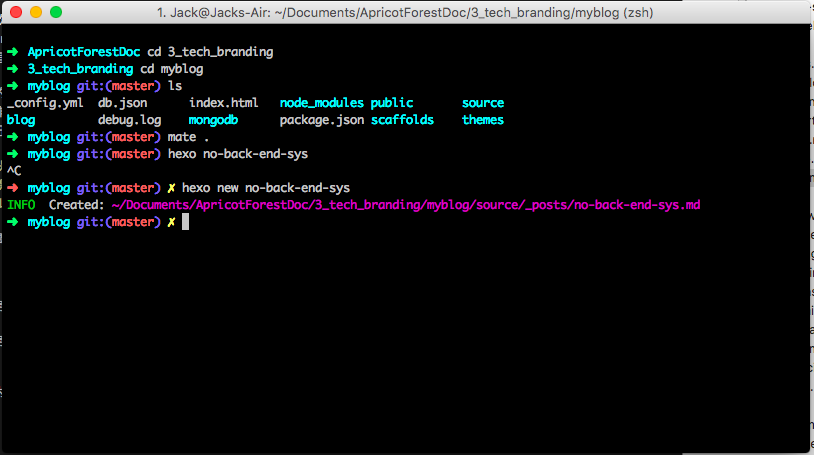 1. Jack@Jacks-Air: ~/Documents/ApricotForestDoc/3_tech_branding/myblog (zsh)
➜ ApricotForestDoc cd 3_tech_branding
➜ 3_tech_branding cd myblog
➜ myblog git:(master) ls
_config.yml db.json index.html node_modules public source
blog debug.log mongodb package.json scaffolds themes
➜ myblog git:(master) mate .
➜ myblog git:(master) hexo no-back-end-sys
^C
➜ myblog git:(master) ✗ hexo new no-back-end-sys
INFO Created: ~/Documents/ApricotForestDoc/3_tech_branding/myblog/source/_posts/no-back-end-sys.md
➜ myblog git:(master) ✗